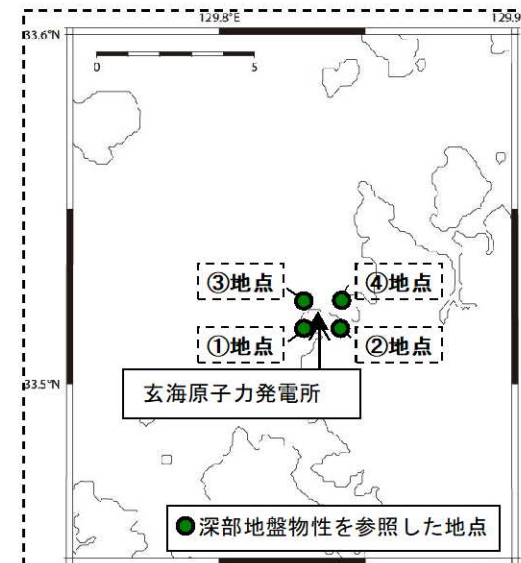 129.8°E 129.9
33.6°N
0 5
③地点 ④地点
①地点 ②地点
33.5°N
玄海原子力発電所
●深部地盤物性を参照した地点